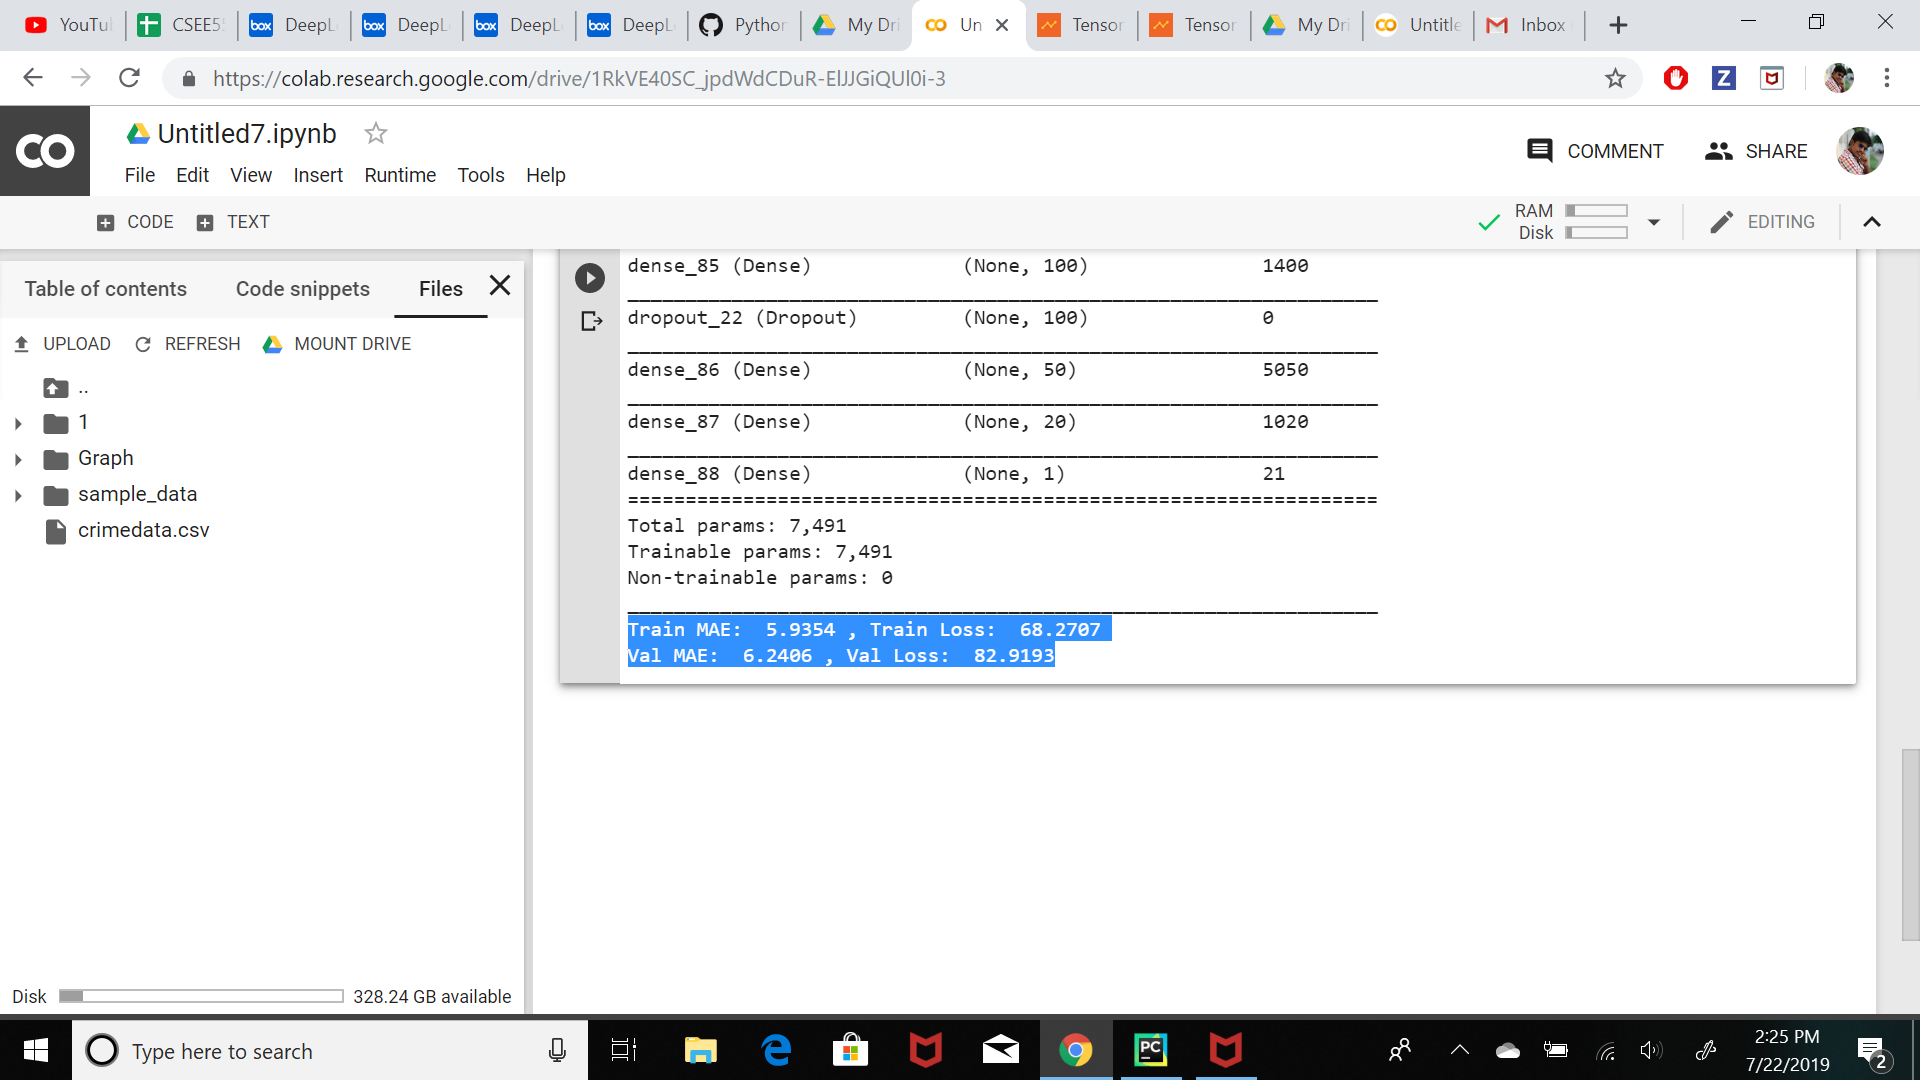 YouTu CSEE5 DeepL DeepL DeepL DeepL Python My Dri Un Tensor Tensor My Dri Untitle Inbox
https://colab.research.google.com/drive/1RkVE40SC_jpdWdCDuR-ElJJGiQUl0i-3
Untitled7.ipynb
COMMENT SHARE
File Edit View Insert Runtime Tools Help
CODE TEXT
RAM
Disk
EDITING
Table of contents Code snippets Files
UPLOAD REFRESH MOUNT DRIVE
..
1
Graph
sample_data
crimedata.csv
Disk 328.24 GB available
dense_85 (Dense) (None, 100) 1400
_________________________________________________________________
dropout_22 (Dropout) (None, 100) 0
_________________________________________________________________
dense_86 (Dense) (None, 50) 5050
_________________________________________________________________
dense_87 (Dense) (None, 20) 1020
_________________________________________________________________
dense_88 (Dense) (None, 1) 21
=================================================================
Total params: 7,491
Trainable params: 7,491
Non-trainable params: 0
_________________________________________________________________
Train MAE: 5.9354 , Train Loss: 68.2707
Val MAE: 6.2406 , Val Loss: 82.9193
Type here to search
PC
2:25 PM
7/22/2019
2